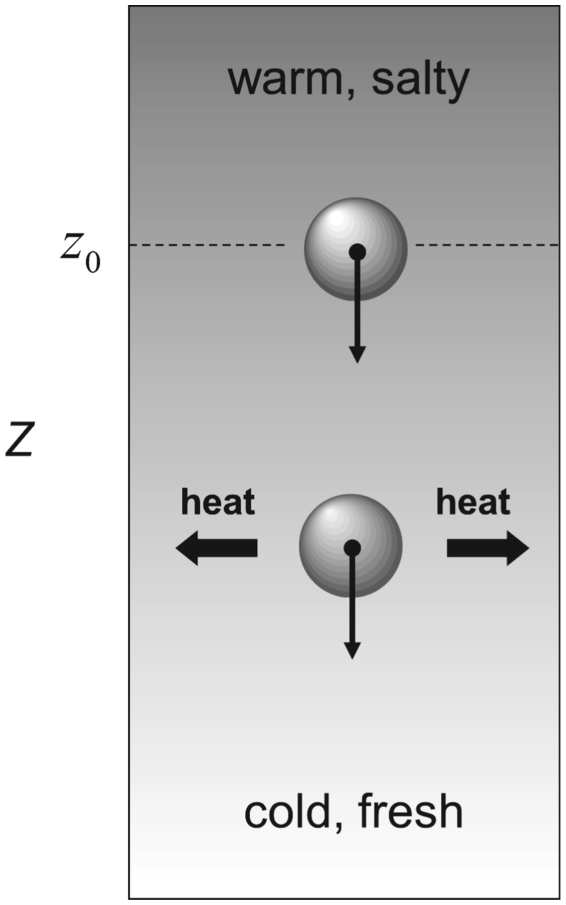 warm, salty
z0
Z
heat
heat
cold, fresh